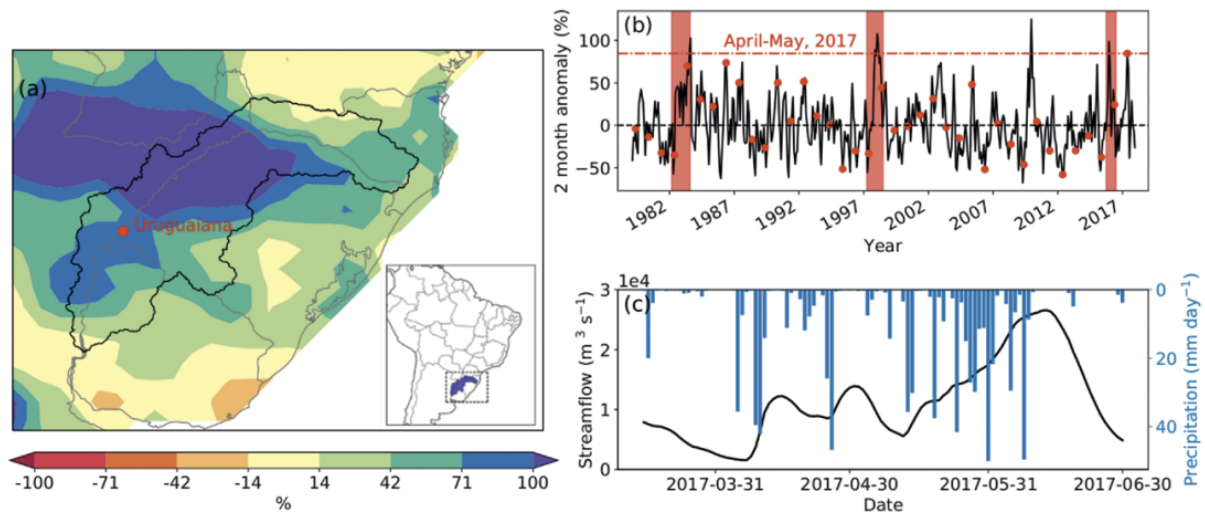 (a)
Uruguaiana
-100 -71 -42 -14 14 42 71 100
%
(b)
April-May, 2017
2 month anomaly (%)
100
50
0
−50
1982 1987 1992 1997 2002 2007 2012 2017
Year
1e4
(c)
Streamflow (m³ s⁻¹)
3
2
1
0
Precipitation (mm day⁻¹)
0
20
40
2017-03-31 2017-04-30 2017-05-31 2017-06-30
Date